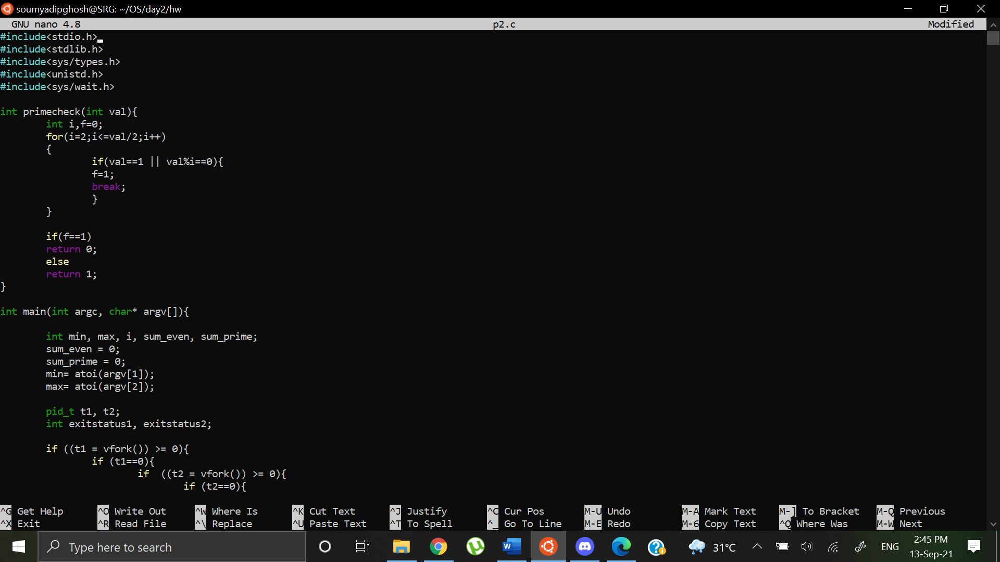 soumyadipghosh@SRG: ~/OS/day2/hw
GNU nano 4.8 p2.c Modified
#include<stdio.h>
#include<stdlib.h>
#include<sys/types.h>
#include<unistd.h>
#include<sys/wait.h>
int primecheck(int val){
int i,f=0;
for(i=2;i<=val/2;i++)
{
if(val==1 || val%i==0){
f=1;
break;
}
}
if(f==1)
return 0;
else
return 1;
}
int main(int argc, char* argv[]){
int min, max, i, sum_even, sum_prime;
sum_even = 0;
sum_prime = 0;
min= atoi(argv[1]);
max= atoi(argv[2]);
pid_t t1, t2;
int exitstatus1, exitstatus2;
if ((t1 = vfork()) >= 0){
if (t1==0){
if  ((t2 = vfork()) >= 0){
if (t2==0){
^G Get Help ^O Write Out ^W Where Is ^K Cut Text ^J Justify ^C Cur Pos M-U Undo M-A Mark Text M-] To Bracket M-Q Previous
^X Exit ^R Read File ^\ Replace ^U Paste Text ^T To Spell ^_ Go To Line M-E Redo M-6 Copy Text ^Q Where Was M-W Next
Type here to search 31°C ENG 2:45 PM
13-Sep-21